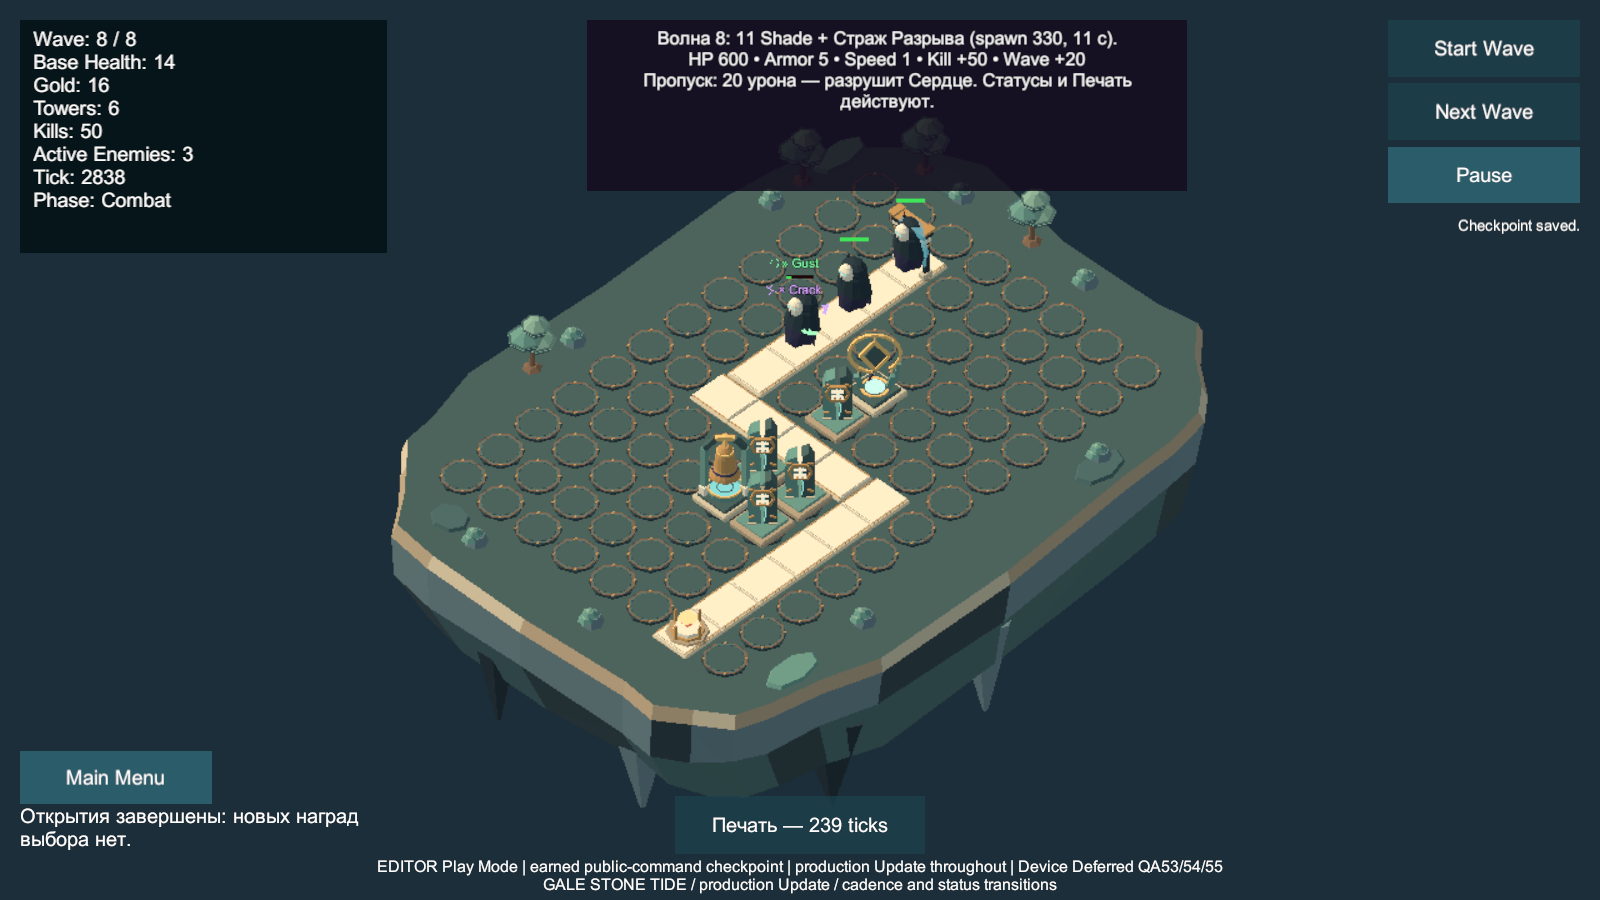 Wave: 8 / 8
Base Health: 14
Gold: 16
Towers: 6
Kills: 50
Active Enemies: 3
Tick: 2838
Phase: Combat
Волна 8: 11 Shade + Страж Разрыва (spawn 330, 11 с).
HP 600 • Armor 5 • Speed 1 • Kill +50 • Wave +20
Пропуск: 20 урона — разрушит Сердце. Статусы и Печать
действуют.
Start Wave
Next Wave
Pause
Checkpoint saved.
» Gust
× Crack
Main Menu
Открытия завершены: новых наград
выбора нет.
Печать — 239 ticks
EDITOR Play Mode | earned public-command checkpoint | production Update throughout | Device Deferred QA53/54/55
GALE STONE TIDE / production Update / cadence and status transitions